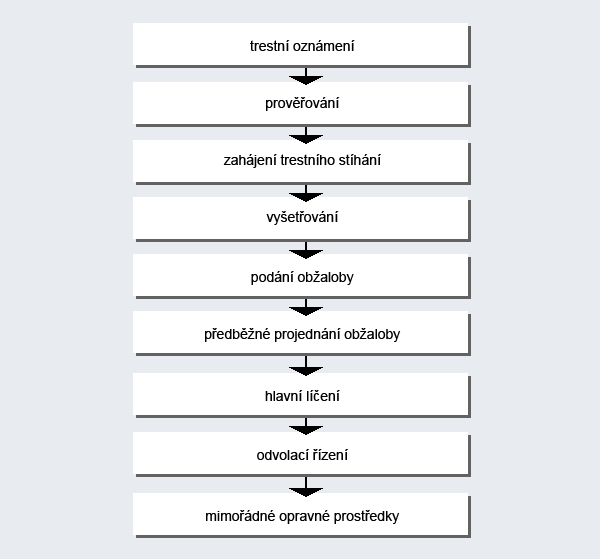 trestní oznámení
prověřování
zahájení trestního stíhání
vyšetřování
podání obžaloby
předběžné projednání obžaloby
hlavní líčení
odvolací řízení
mimořádné opravné prostředky